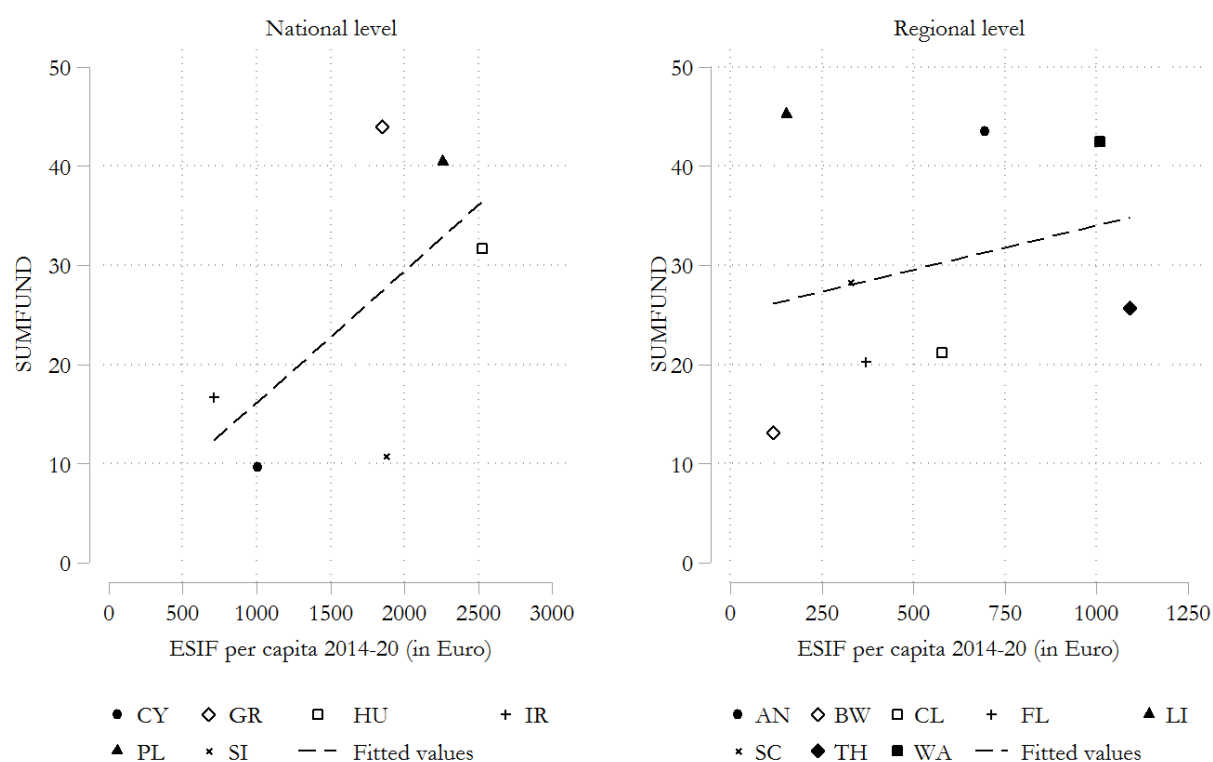 National level
50
40
30
20
10
0
SUMFUND
0 500 1000 1500 2000 2500 3000
ESIF per capita 2014-20 (in Euro)
CY GR HU IR
PL SI Fitted values
Regional level
50
40
30
20
10
0
SUMFUND
0 250 500 750 1000 1250
ESIF per capita 2014-20 (in Euro)
AN BW CL FL LI
SC TH WA Fitted values